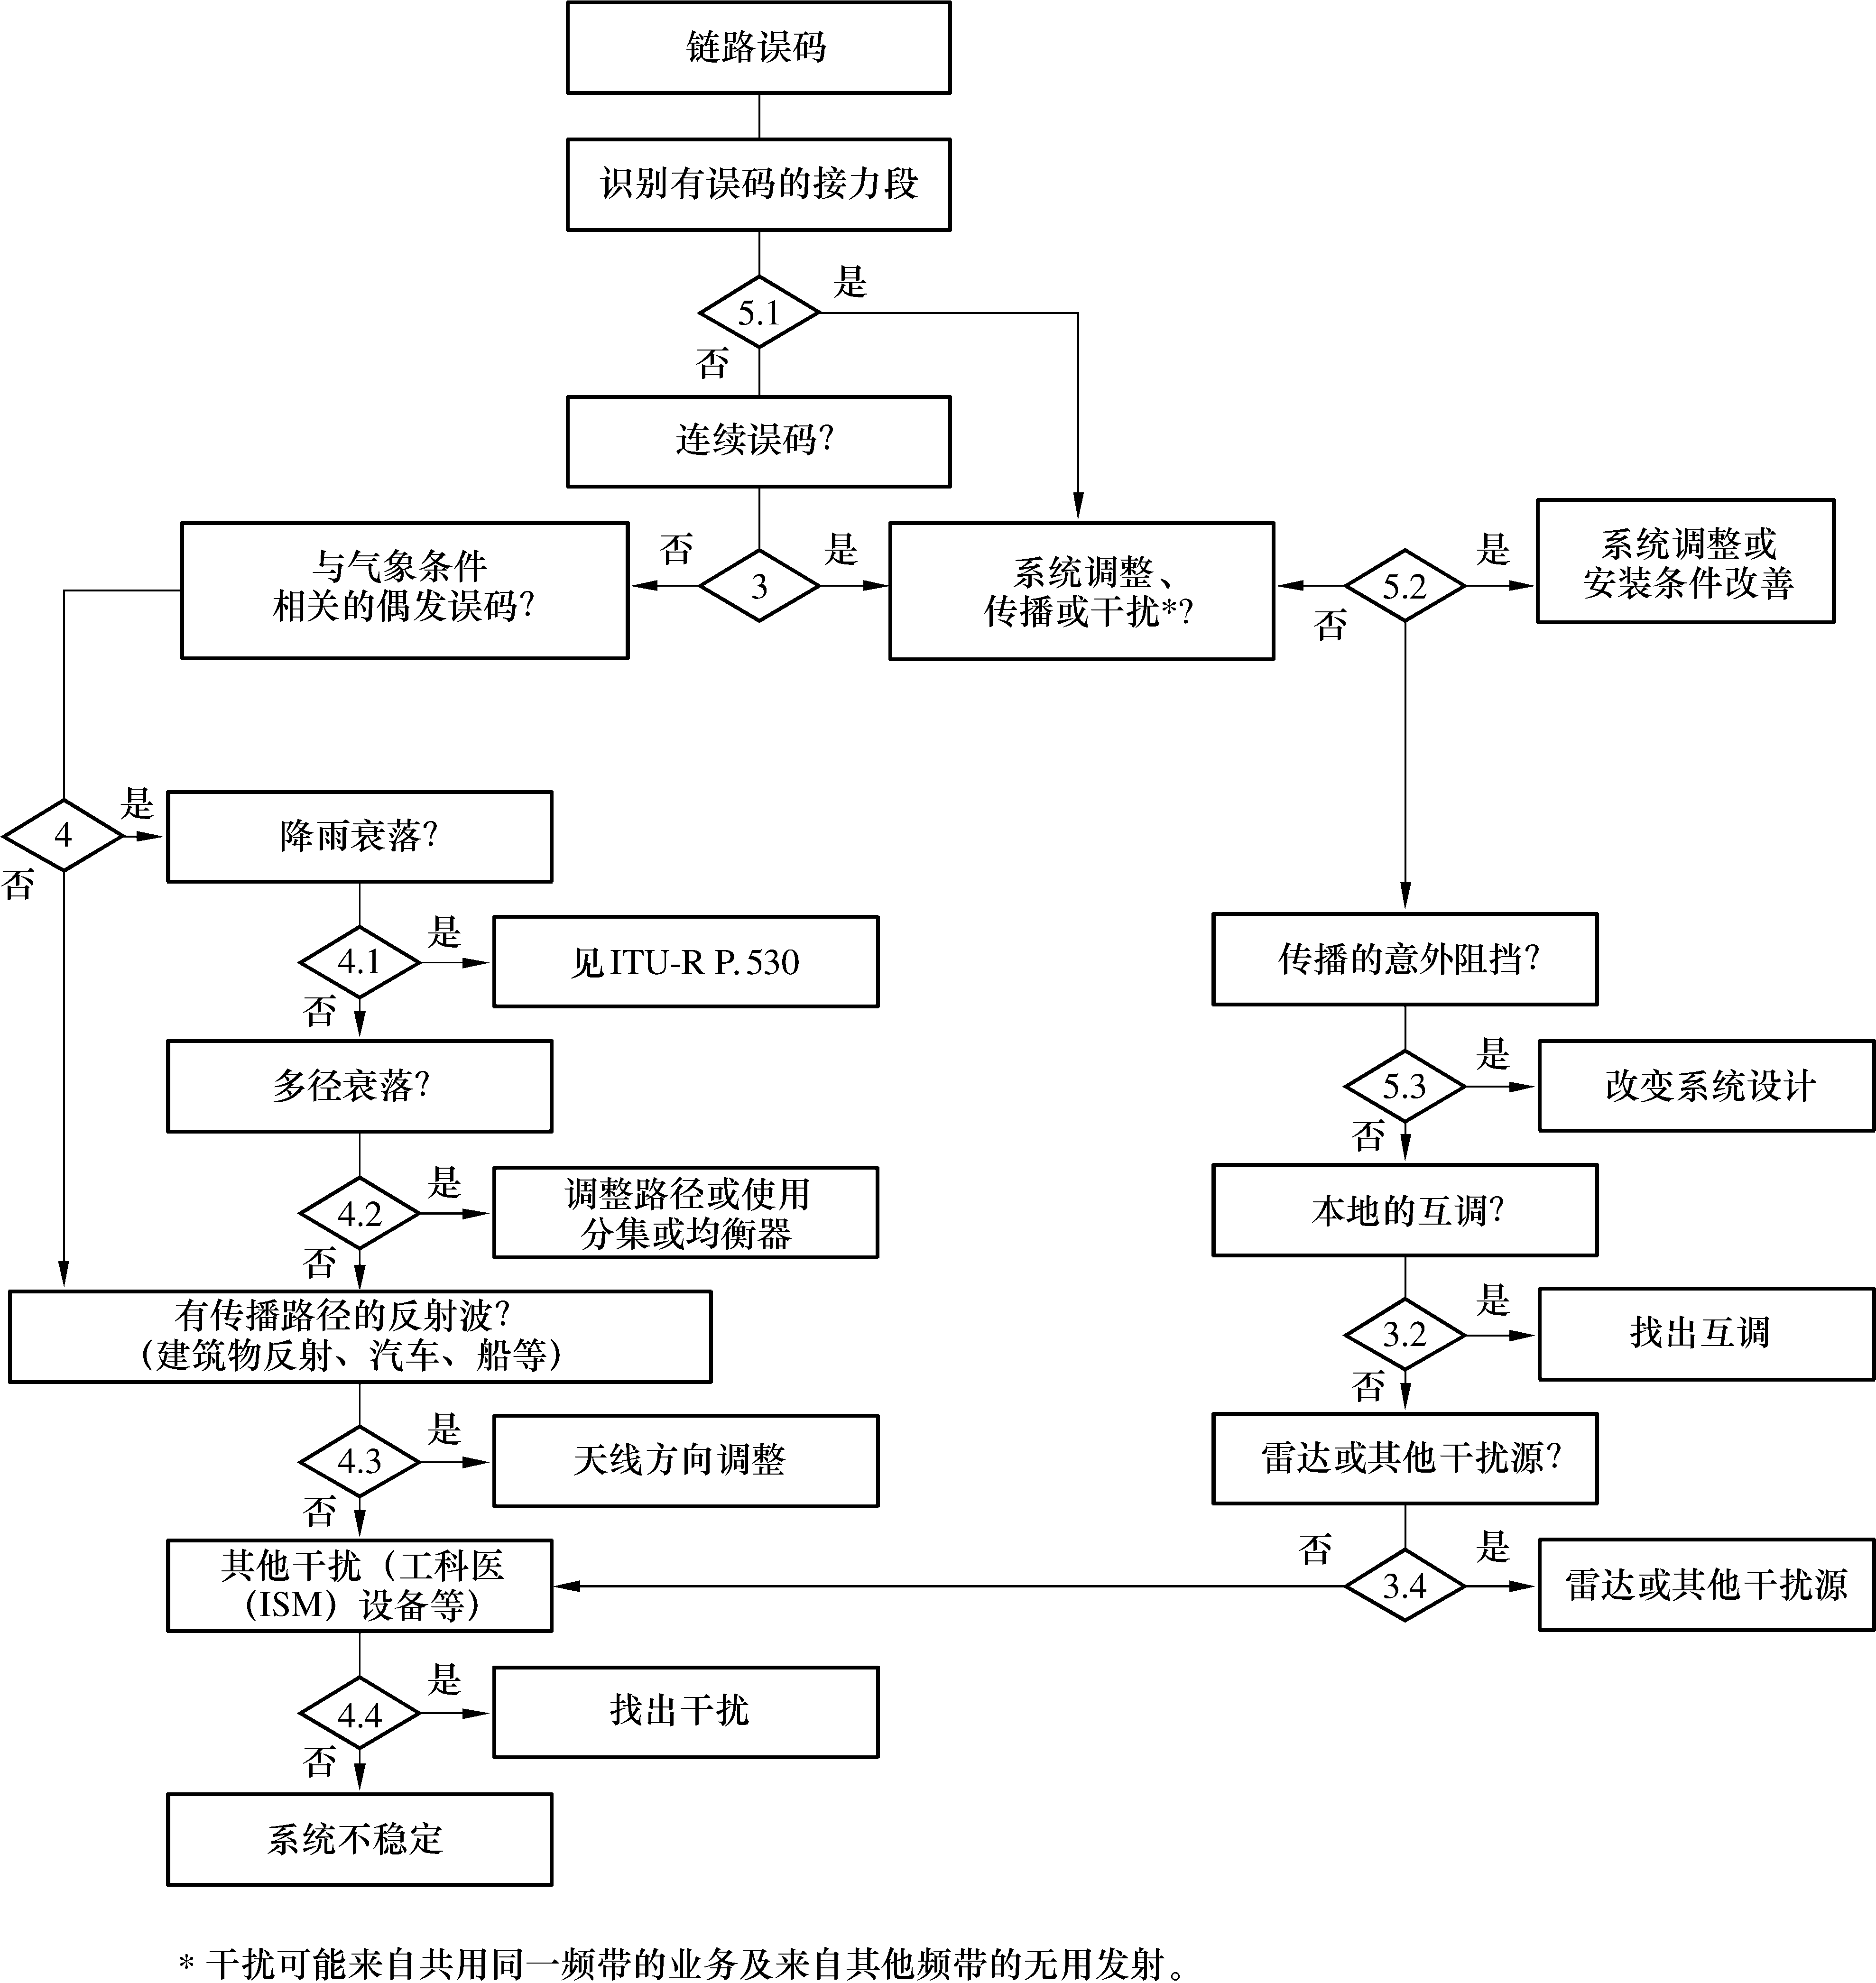 链路误码
识别有误码的接力段
5.1
是
否
连续误码?
与气象条件
相关的偶发误码?
否
3
是
系统调整、
传播或干扰*?
5.2
是
否
系统调整或
安装条件改善
4
是
否
降雨衰落?
4.1
是
见ITU-R P.530
否
多径衰落?
4.2
是
调整路径或使用
分集或均衡器
否
有传播路径的反射波?
(建筑物反射、汽车、船等)
4.3
是
天线方向调整
否
其他干扰(工科医
(ISM)设备等)
4.4
是
找出干扰
否
系统不稳定
传播的意外阻挡?
5.3
是
改变系统设计
否
本地的互调?
3.2
是
找出互调
否
雷达或其他干扰源?
否
3.4
是
雷达或其他干扰源
* 干扰可能来自共用同一频带的业务及来自其他频带的无用发射。